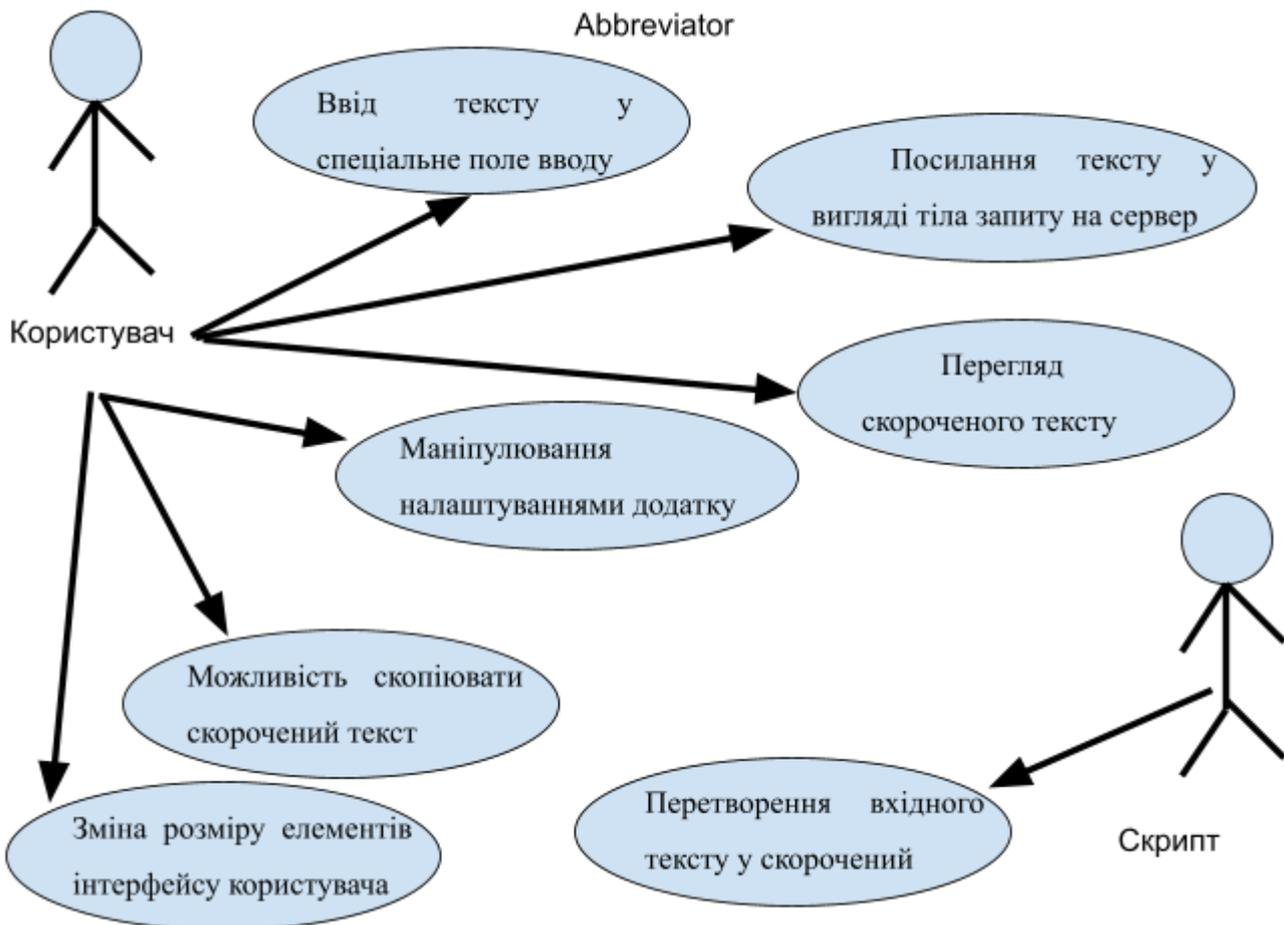 Abbreviator
Ввід тексту у
спеціальне поле вводу
Посилання тексту у
вигляді тіла запиту на сервер
Користувач
Перегляд
скороченого тексту
Маніпулювання
налаштуваннями додатку
Можливість скопіювати
скорочений текст
Перетворення вхідного
тексту у скорочений
Скрипт
Зміна розміру елементів
інтерфейсу користувача